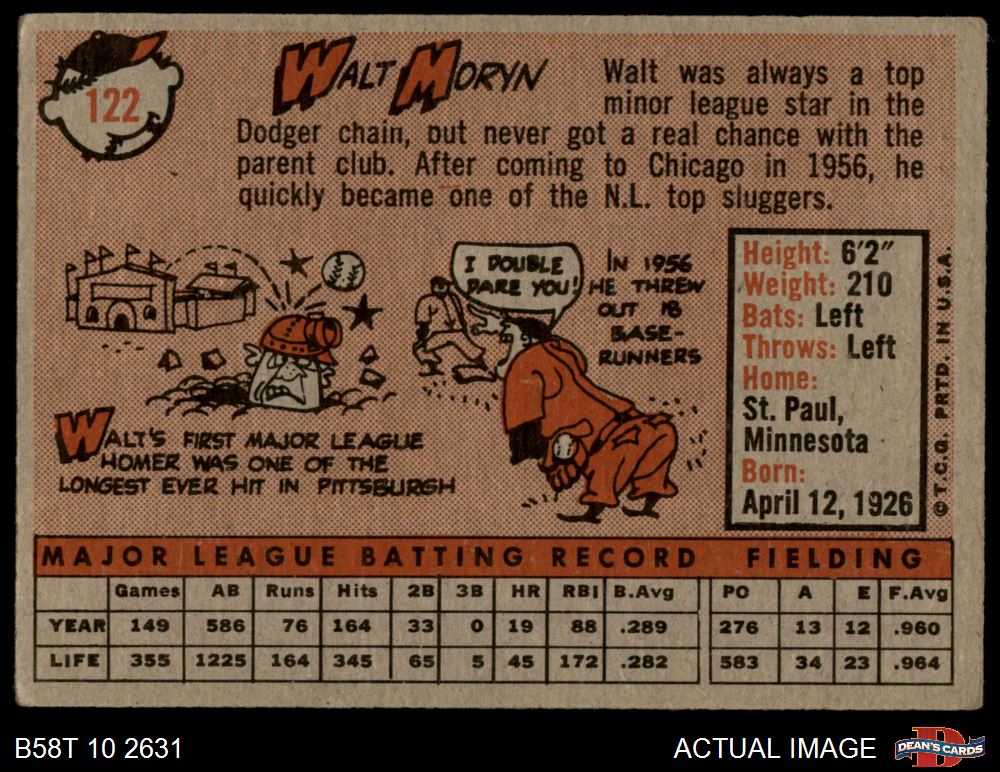 122
WALT MORYN
Walt was always a top
minor league star in the
Dodger chain, but never got a real chance with the
parent club. After coming to Chicago in 1956, he
quickly became one of the N.L. top sluggers.
I DOUBLE
DARE YOU!
IN 1956
HE THREW
OUT 18
BASE-
RUNNERS
WALT'S FIRST MAJOR LEAGUE
HOMER WAS ONE OF THE
LONGEST EVER HIT IN PITTSBURGH
Height: 6'2"
Weight: 210
Bats: Left
Throws: Left
Home:
St. Paul,
Minnesota
Born:
April 12, 1926
© T.C.G. PRTD. IN U.S.A.
MAJOR LEAGUE BATTING RECORD FIELDING
Games AB Runs Hits 2B 3B HR RBI B.Avg PO A E F.Avg
YEAR 149 586 76 164 33 0 19 88 .289 276 13 12 .960
LIFE 355 1225 164 345 65 5 45 172 .282 583 34 23 .964
B58T 10 2631 ACTUAL IMAGE D DEAN'S CARDS